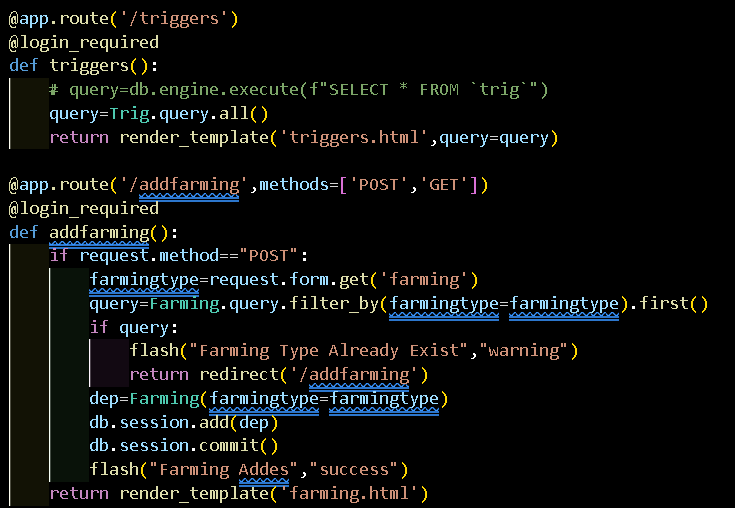 @app.route('/triggers')
@login_required
def triggers():
    # query=db.engine.execute(f"SELECT * FROM `trig`")
    query=Trig.query.all()
    return render_template('triggers.html',query=query)

@app.route('/addfarming',methods=['POST','GET'])
@login_required
def addfarming():
    if request.method=="POST":
        farmingtype=request.form.get('farming')
        query=Farming.query.filter_by(farmingtype=farmingtype).first()
        if query:
            flash("Farming Type Already Exist","warning")
            return redirect('/addfarming')
        dep=Farming(farmingtype=farmingtype)
        db.session.add(dep)
        db.session.commit()
        flash("Farming Addes","success")
    return render_template('farming.html')